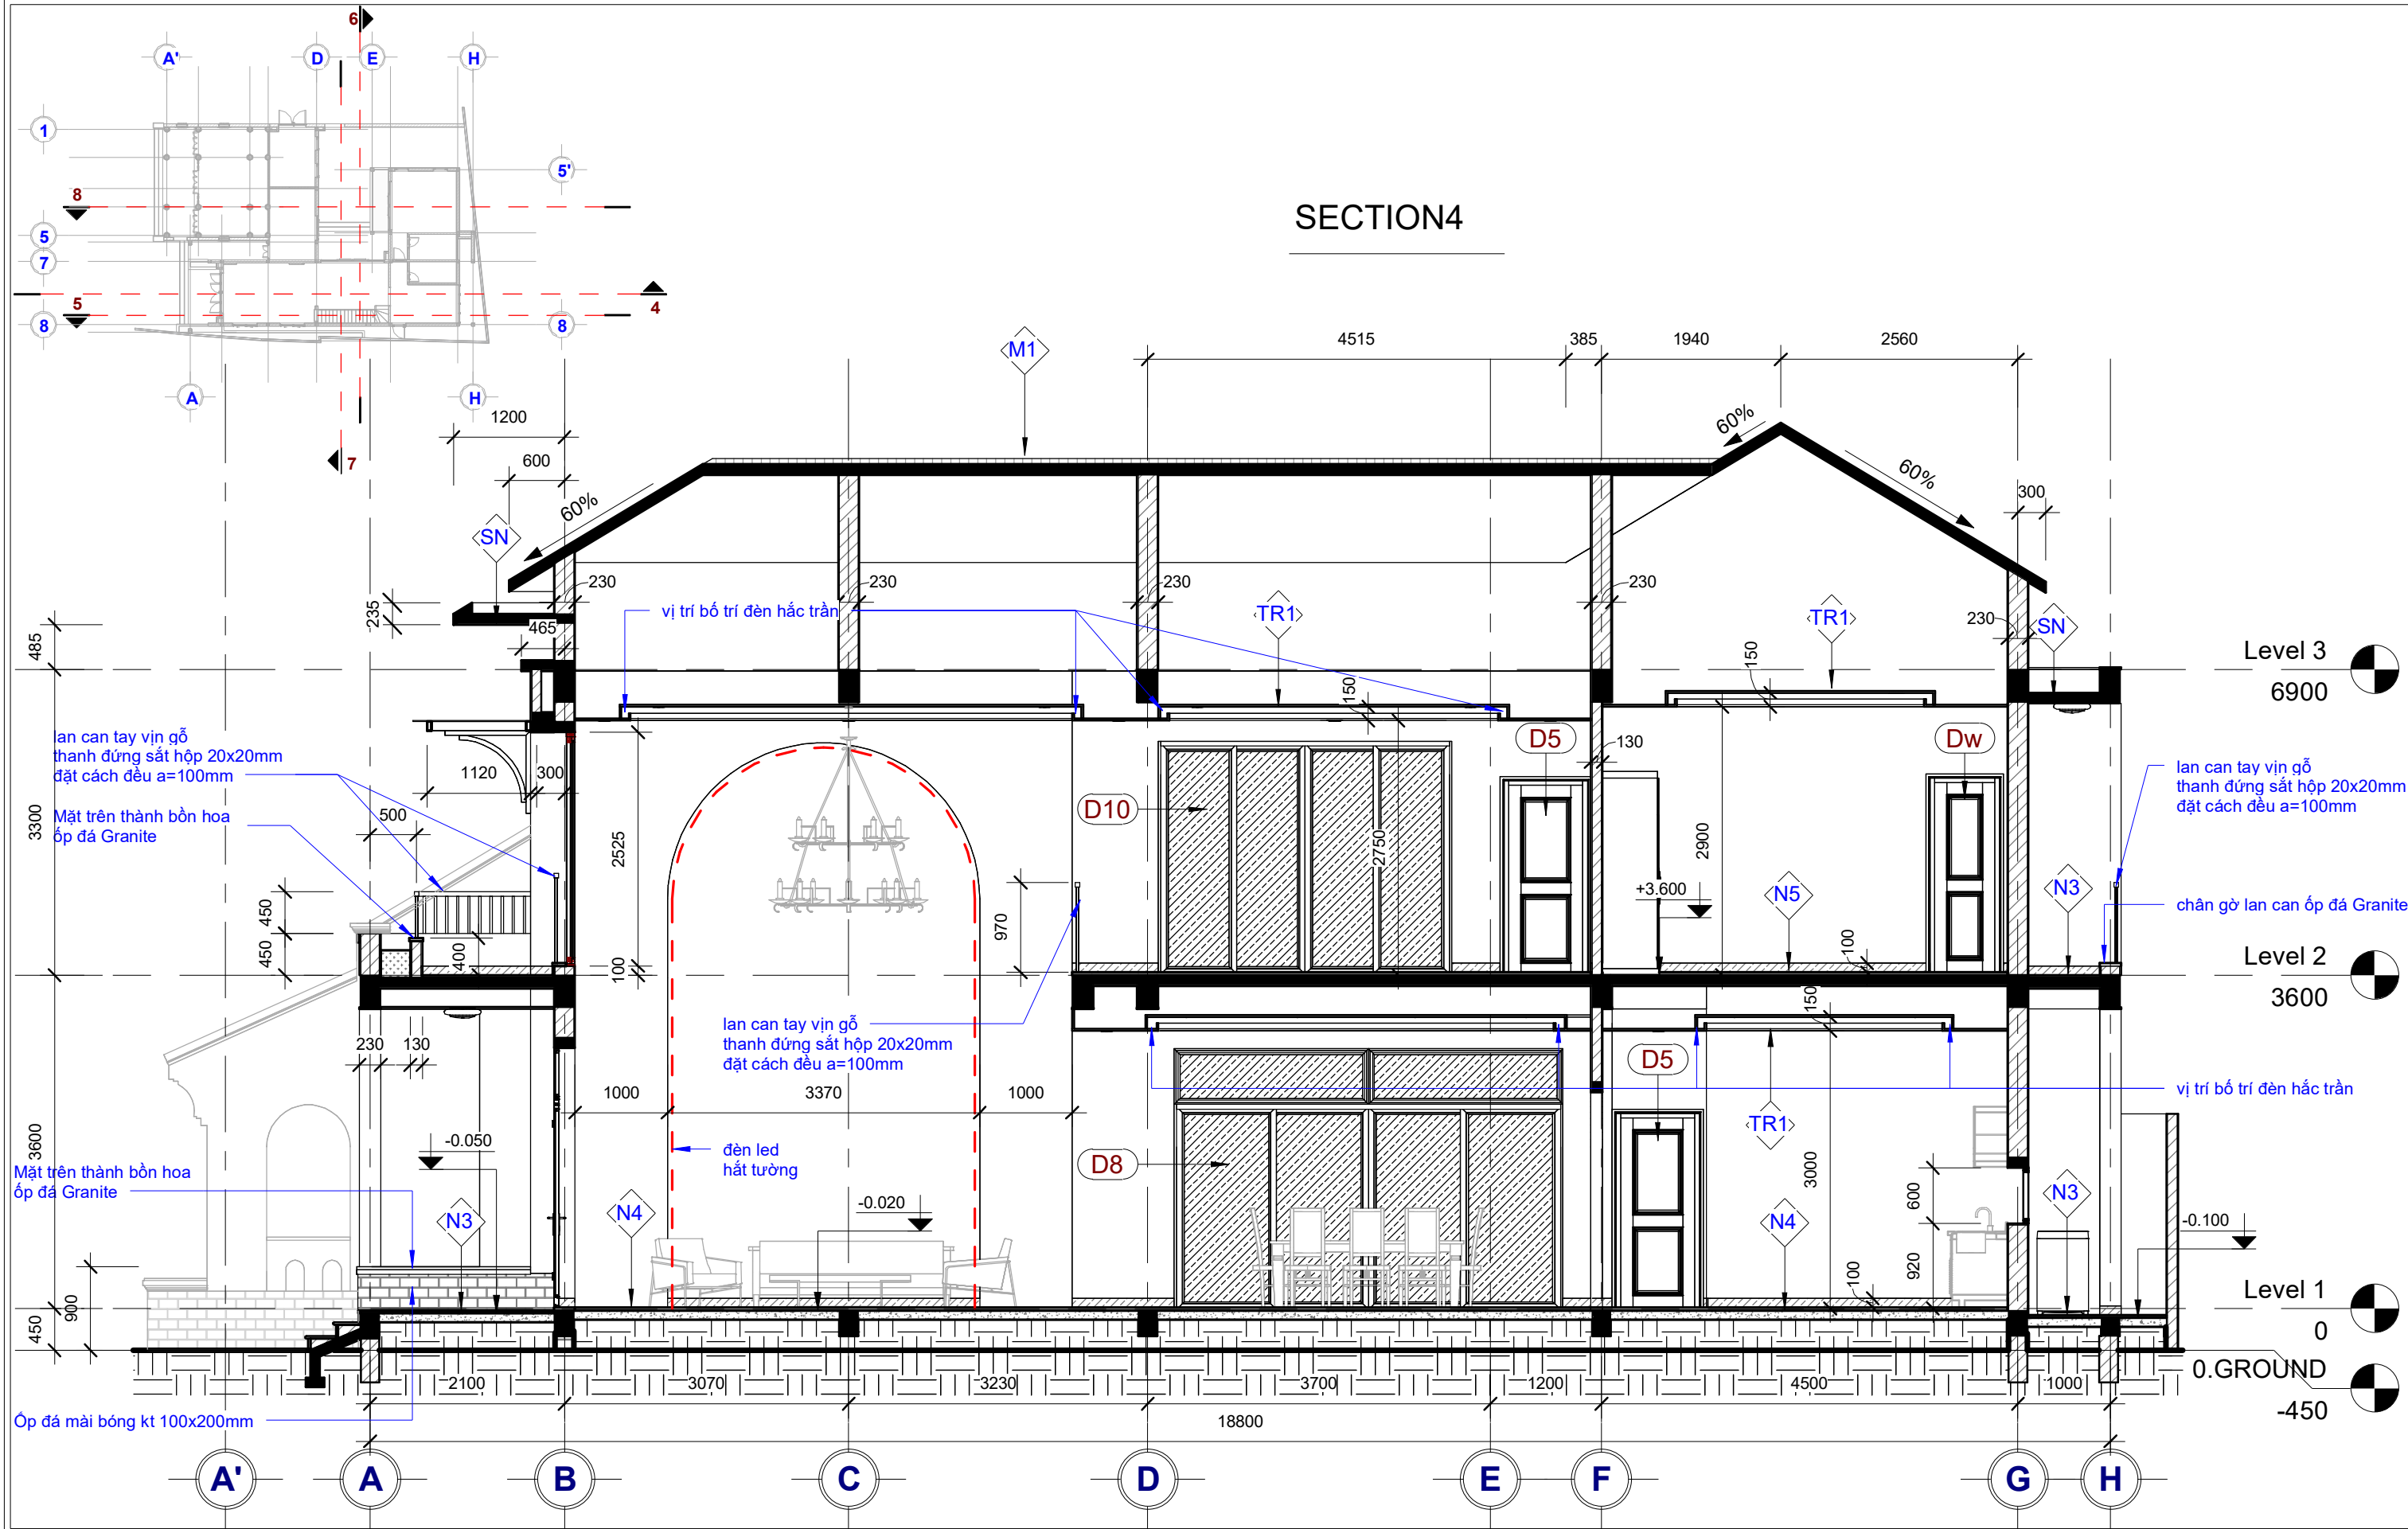 6
A'
D
E
H
1
5'
8
5
7
5
4
8
8
A
H
7
SECTION4
M1
4515
385
1940
2560
1200
600
60%
60%
60%
300
SN
235
230
230
230
230
230
SN
vị trí bố trí đèn hắc trần
TR1
TR1
465
485
150
150
Level 3
6900
lan can tay vịn gỗ
thanh đứng sắt hộp 20x20mm
đặt cách đều a=100mm
Mặt trên thành bồn hoa
ốp đá Granite
1120
300
500
3300
2525
D10
D5
130
Dw
2750
2900
+3.600
N5
N3
lan can tay vịn gỗ
thanh đứng sắt hộp 20x20mm
đặt cách đều a=100mm
chân gờ lan can ốp đá Granite
450
450
400
970
100
100
Level 2
3600
lan can tay vịn gỗ
thanh đứng sắt hộp 20x20mm
đặt cách đều a=100mm
150
230
130
1000
3370
1000
D5
vị trí bố trí đèn hắc trần
TR1
3600
-0.050
đèn led
hắt tường
D8
3000
Mặt trên thành bồn hoa
ốp đá Granite
N3
N4
-0.020
N4
600
920
N3
-0.100
100
900
450
Level 1
0
0.GROUND
-450
2100
3070
3230
3700
1200
4500
1000
18800
Ốp đá mài bóng kt 100x200mm
A'
A
B
C
D
E
F
G
H